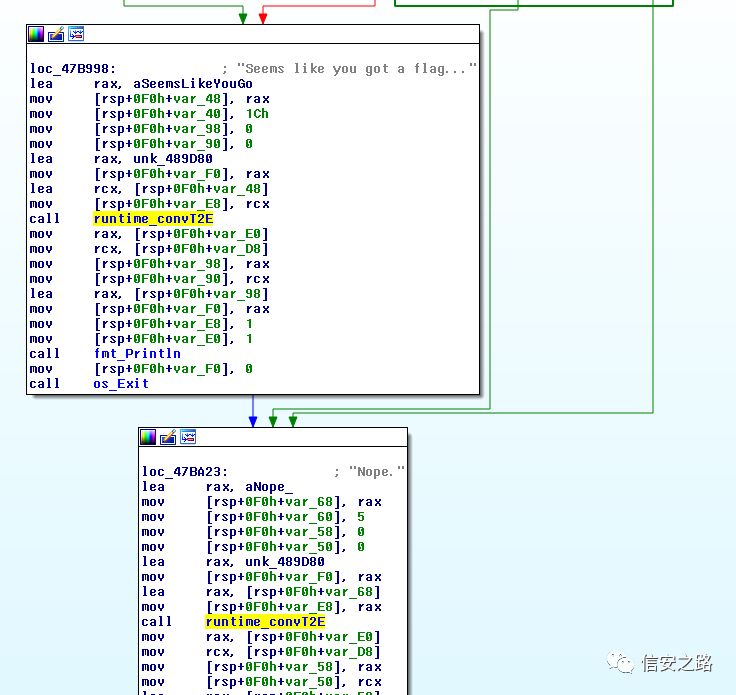 loc_47B998: ; "Seems like you got a flag..."
lea rax, aSeemsLikeYouGo
mov [rsp+0F0h+var_48], rax
mov [rsp+0F0h+var_40], 1Ch
mov [rsp+0F0h+var_98], 0
mov [rsp+0F0h+var_90], 0
lea rax, unk_489D80
mov [rsp+0F0h+var_F0], rax
lea rcx, [rsp+0F0h+var_48]
mov [rsp+0F0h+var_E8], rcx
call runtime_convT2E
mov rax, [rsp+0F0h+var_E0]
mov rcx, [rsp+0F0h+var_D8]
mov [rsp+0F0h+var_98], rax
mov [rsp+0F0h+var_90], rcx
lea rax, [rsp+0F0h+var_98]
mov [rsp+0F0h+var_F0], rax
mov [rsp+0F0h+var_E8], 1
mov [rsp+0F0h+var_E0], 1
call fmt_Println
mov [rsp+0F0h+var_F0], 0
call os_Exit
loc_47BA23: ; "Nope."
lea rax, aNope_
mov [rsp+0F0h+var_68], rax
mov [rsp+0F0h+var_60], 5
mov [rsp+0F0h+var_58], 0
mov [rsp+0F0h+var_50], 0
lea rax, unk_489D80
mov [rsp+0F0h+var_F0], rax
lea rax, [rsp+0F0h+var_68]
mov [rsp+0F0h+var_E8], rax
call runtime_convT2E
mov rax, [rsp+0F0h+var_E0]
mov rcx, [rsp+0F0h+var_D8]
mov [rsp+0F0h+var_58], rax
mov [rsp+0F0h+var_50], rcx
信安之路